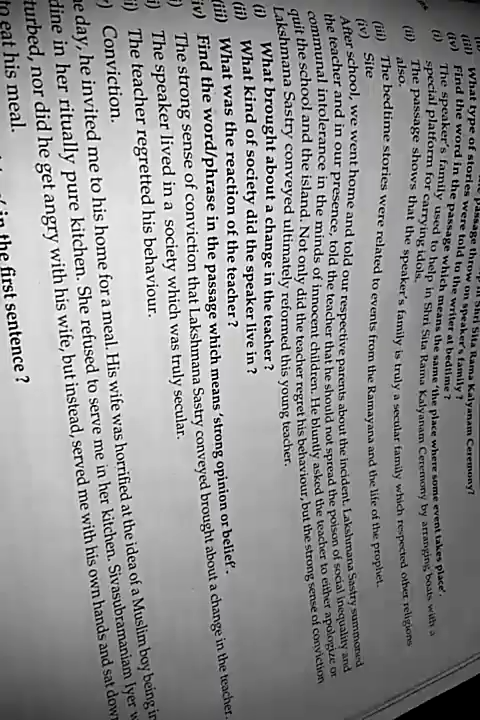 passage throw on speaker's family?
Shri Sita Rama Kalyanam Ceremony?
(iii) What type of stories were told to the writer at bedtime?
(iv) Find the word in the passage which means the same 'the place where some event takes place'.
(i) The speaker's family used to help in Shri Sita Rama Kalyanam Ceremony by arranging boats with a
special platform for carrying idols.
(ii) The passage shows that the speaker's family is truly a secular family which respected other religions
also.
(iii) The bedtime stories were related to events from the Ramayana and the life of the prophet.
(iv) Site
After school, we went home and told our respective parents about the incident. Lakshmana Sastry summoned
the teacher and in our presence, told the teacher that he should not spread the poison of social inequality and
communal intolerance in the minds of innocent children. He bluntly asked the teacher to either apologize or
quit the school and the island. Not only did the teacher regret his behaviour, but the strong sense of conviction
Lakshmana Sastry conveyed ultimately reformed this young teacher.
(i) What brought about a change in the teacher?
(ii) What kind of society did the speaker live in?
(iii) What was the reaction of the teacher?
(iv) Find the word/phrase in the passage which means 'strong opinion or belief'.
The strong sense of conviction that Lakshmana Sastry conveyed brought about a change in the teacher.
The speaker lived in a society which was truly secular.
The teacher regretted his behaviour.
Conviction.
day, he invited me to his home for a meal. His wife was horrified at the idea of a Muslim boy being
dine in her ritually pure kitchen. She refused to serve me in her kitchen. Sivasubramaniam Iyer
turbed, nor did he get angry with his wife, but instead, served me with his own hands and sat down
to eat his meal.
in the first sentence?